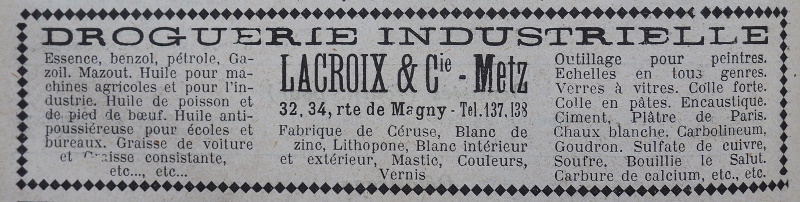 DROGUERIE INDUSTRIELLE
Essence, benzol, pétrole, Ga-
zoil. Mazout. Huile pour ma-
chines agricoles et pour l'in-
dustrie. Huile de poisson et
de pied de bœuf. Huile anti-
poussiéreuse pour écoles et
bureaux. Graisse de voiture
et Graisse consistante,
etc..., etc...
LACROIX & Cie - Metz
32, 34, rte de Magny - Tel. 137, 138
Fabrique de Céruse, Blanc de
zinc, Lithopone, Blanc intérieur
et extérieur, Mastic, Couleurs,
Vernis
Outillage pour peintres.
Echelles en tous genres.
Verres à vitres. Colle forte.
Colle en pâtes. Encaustique.
Ciment, Plâtre de Paris.
Chaux blanche. Carbolineum,
Goudron. Sulfate de cuivre,
Soufre. Bouillie le Salut.
Carbure de calcium, etc., etc.